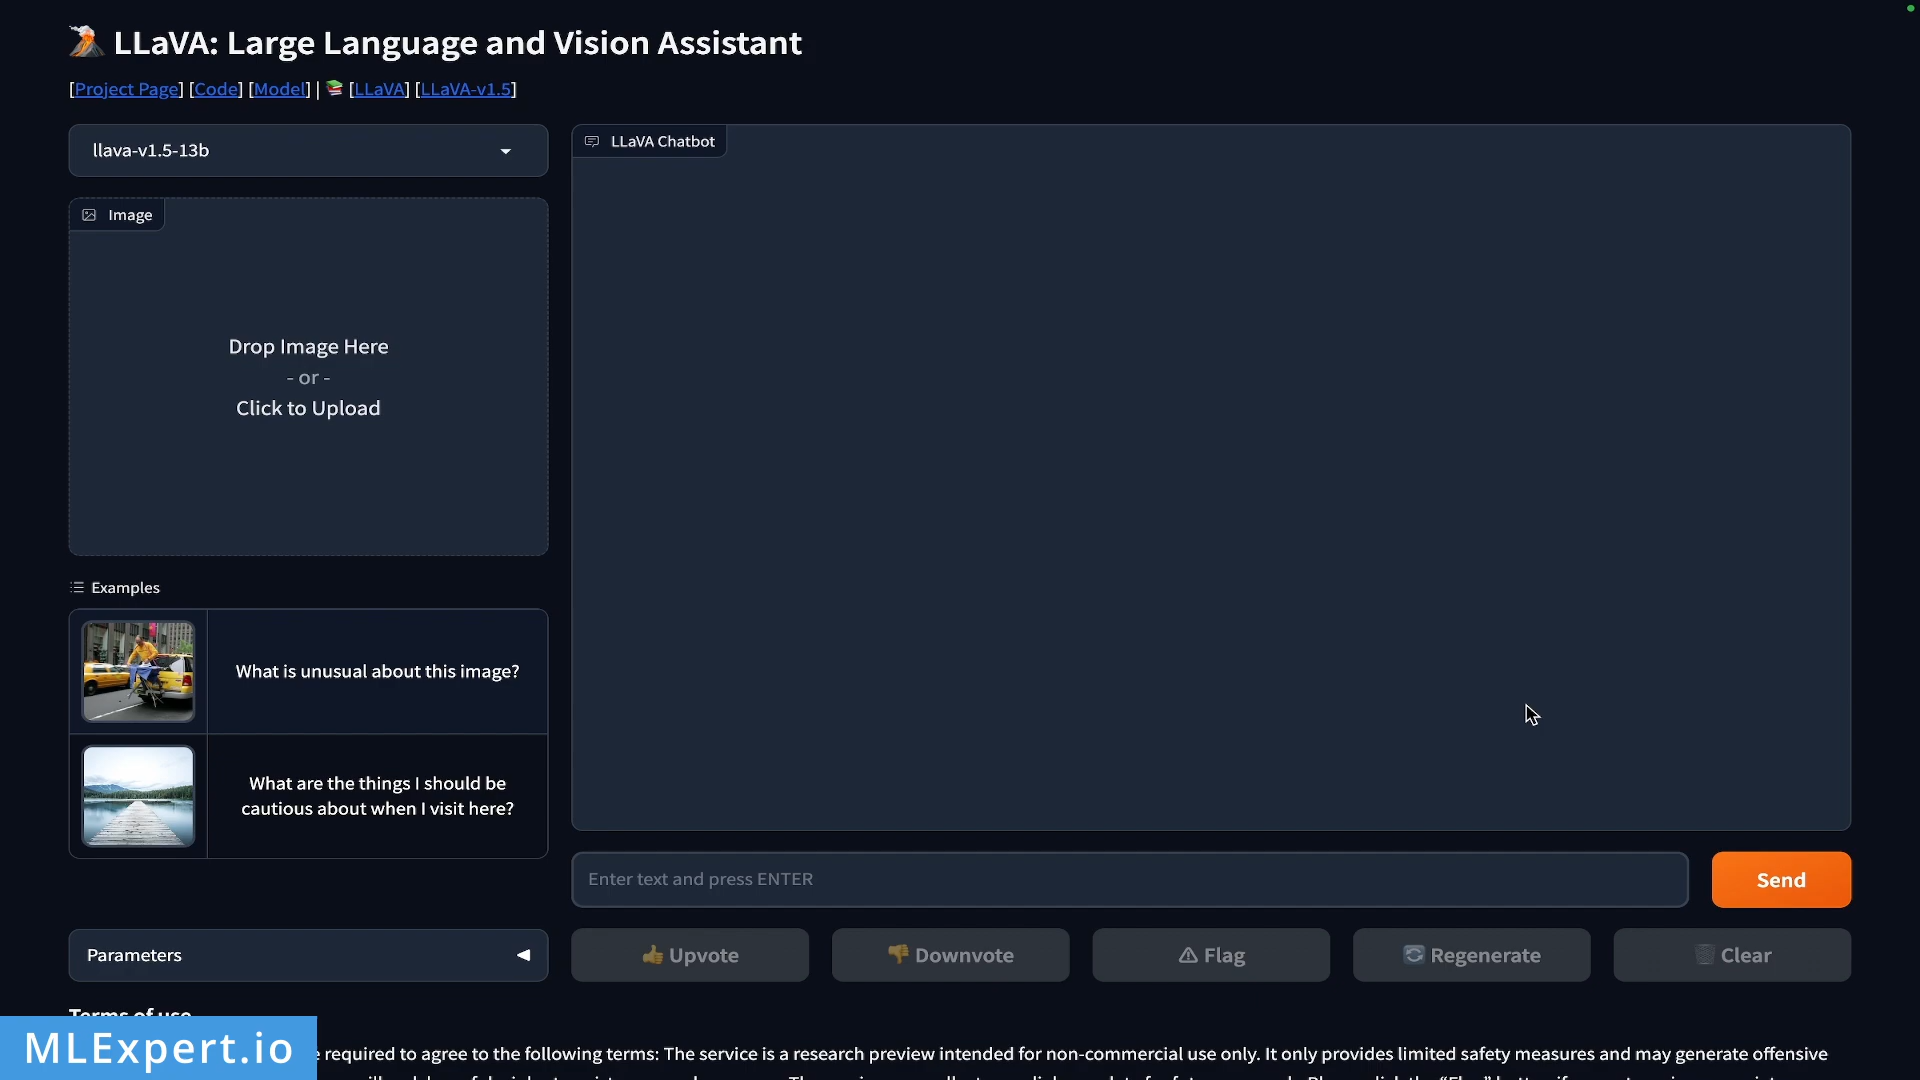 LLaVA: Large Language and Vision Assistant
[Project Page] [Code] [Model] | [LLaVA] [LLaVA-v1.5]
llava-v1.5-13b
LLaVA Chatbot
Image
Drop Image Here
- or -
Click to Upload
Examples
What is unusual about this image?
What are the things I should be
cautious about when I visit here?
Enter text and press ENTER
Send
Parameters
Upvote
Downvote
Flag
Regenerate
Clear
Terms of use
MLExpert.io
required to agree to the following terms: The service is a research preview intended for non-commercial use only. It only provides limited safety measures and may generate offensive